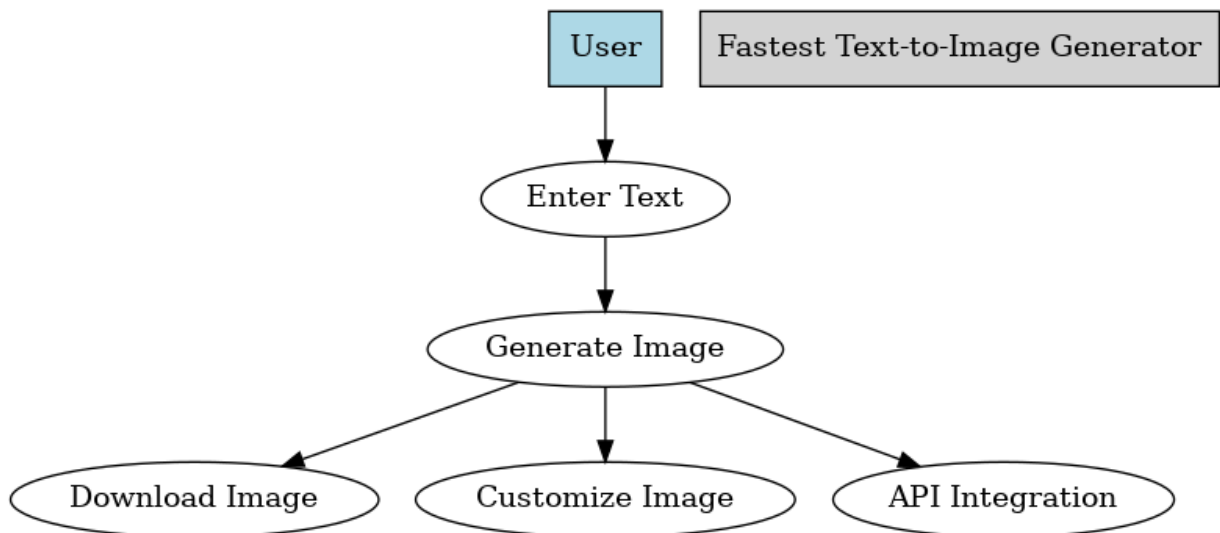 User
Fastest Text-to-Image Generator
Enter Text
Generate Image
Download Image
Customize Image
API Integration